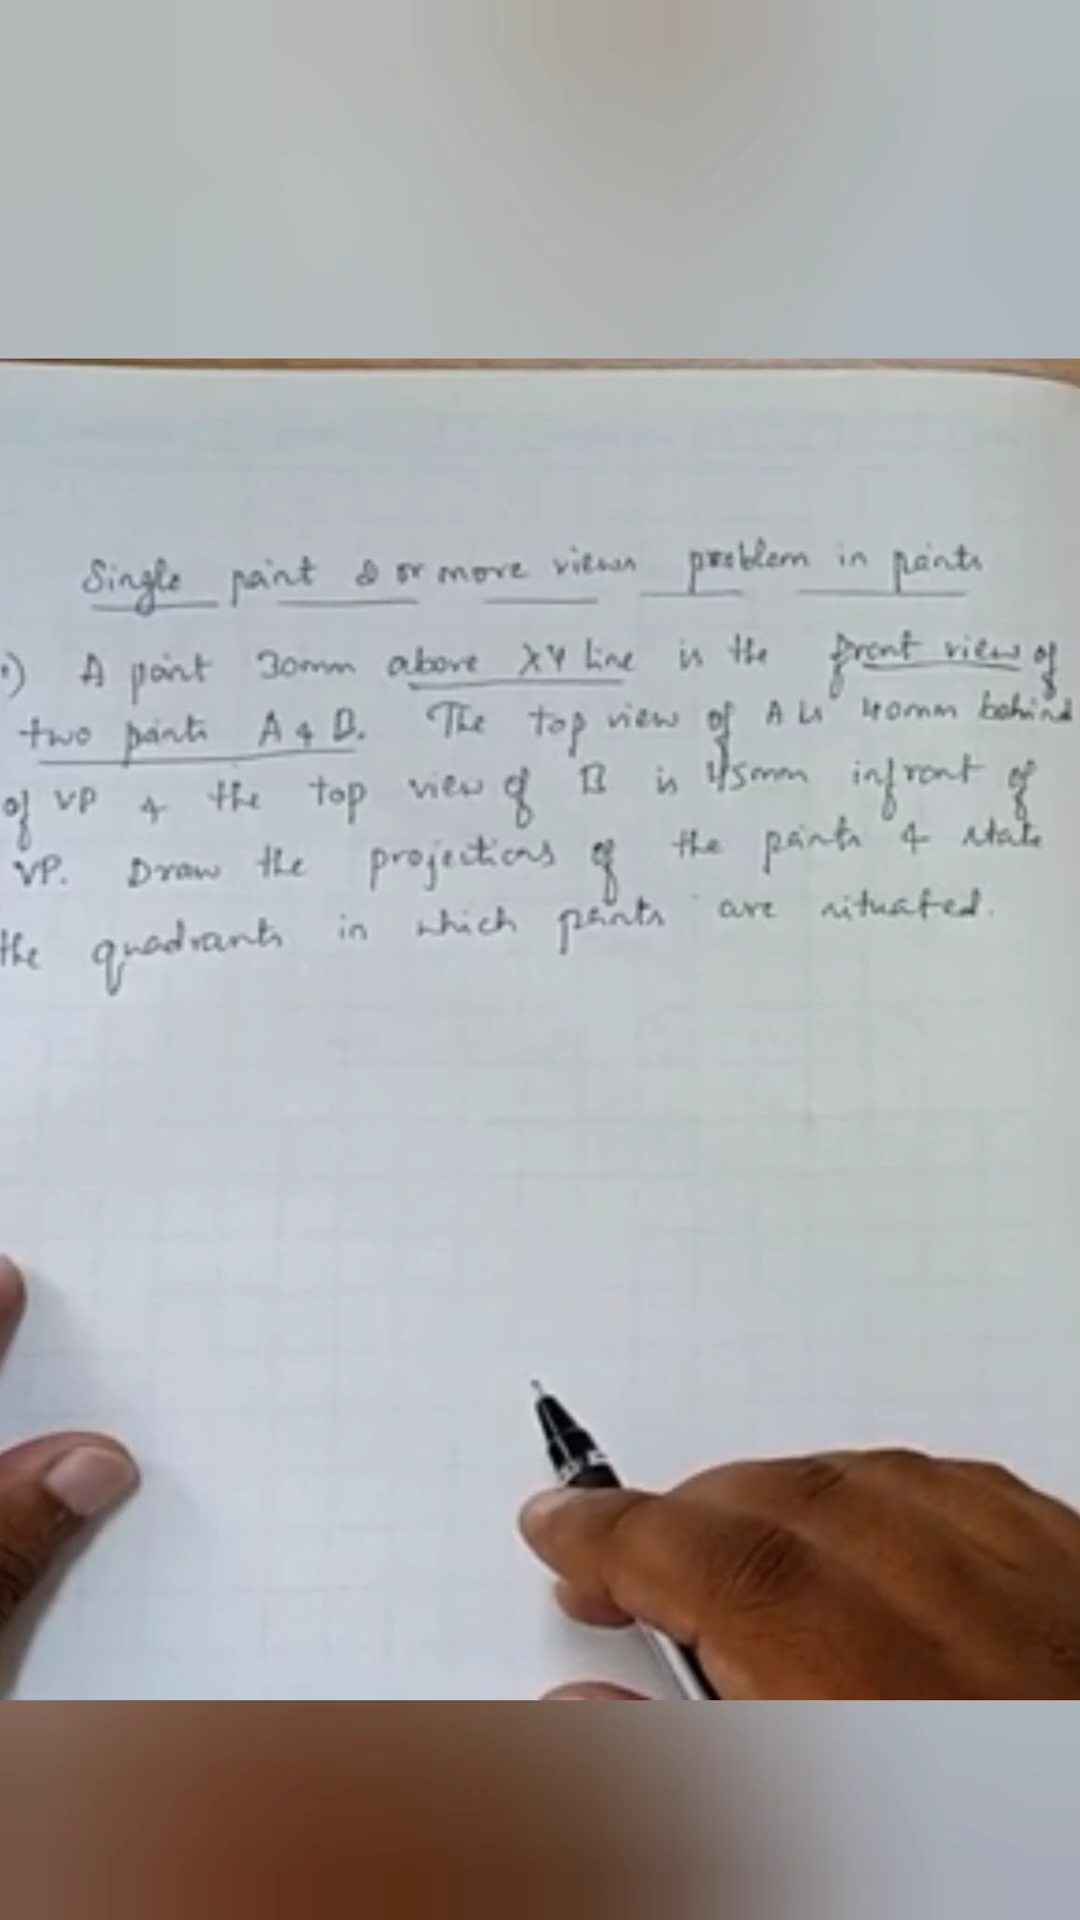 Single point 2 or more views problem in points
1) A point 30mm above XY line is the front view of
two points A & B. The top view of A is 40mm behind
of VP & the top view of B is 45mm infront of
VP. Draw the projections of the points & state
the quadrants in which points are situated.